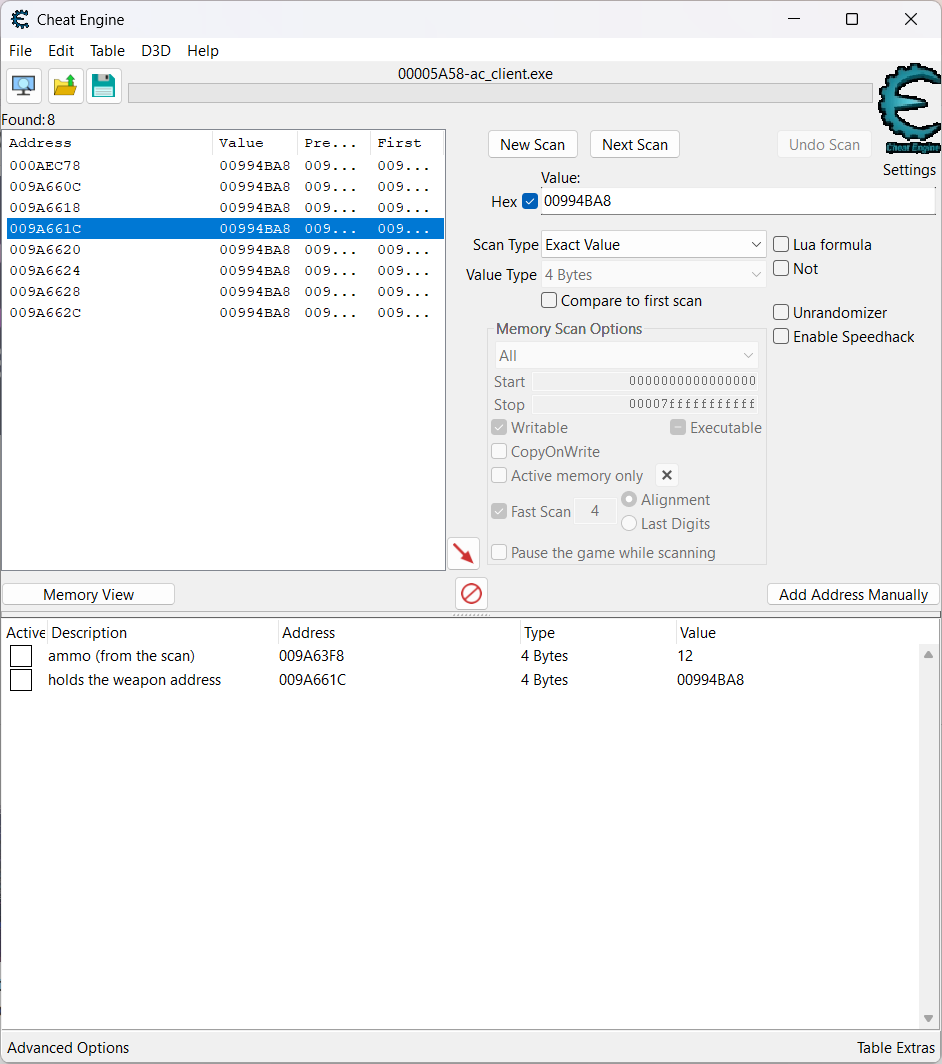 Cheat Engine
File Edit Table D3D Help
00005A58-ac_client.exe
Found:8
Address Value Pre... First
000AEC78 00994BA8 009... 009...
009A660C 00994BA8 009... 009...
009A6618 00994BA8 009... 009...
009A661C 00994BA8 009... 009...
009A6620 00994BA8 009... 009...
009A6624 00994BA8 009... 009...
009A6628 00994BA8 009... 009...
009A662C 00994BA8 009... 009...
New Scan Next Scan Undo Scan
Cheat Engine
Settings
Value:
Hex 00994BA8
Scan Type Exact Value
Lua formula
Value Type 4 Bytes
Not
Compare to first scan
Unrandomizer
Enable Speedhack
Memory Scan Options
All
Start 0000000000000000
Stop 00007fffffffffff
Writable Executable
CopyOnWrite
Active memory only
Fast Scan 4 Alignment
Last Digits
Pause the game while scanning
Memory View Add Address Manually
Active Description Address Type Value
ammo (from the scan) 009A63F8 4 Bytes 12
holds the weapon address 009A661C 4 Bytes 00994BA8
Advanced Options Table Extras